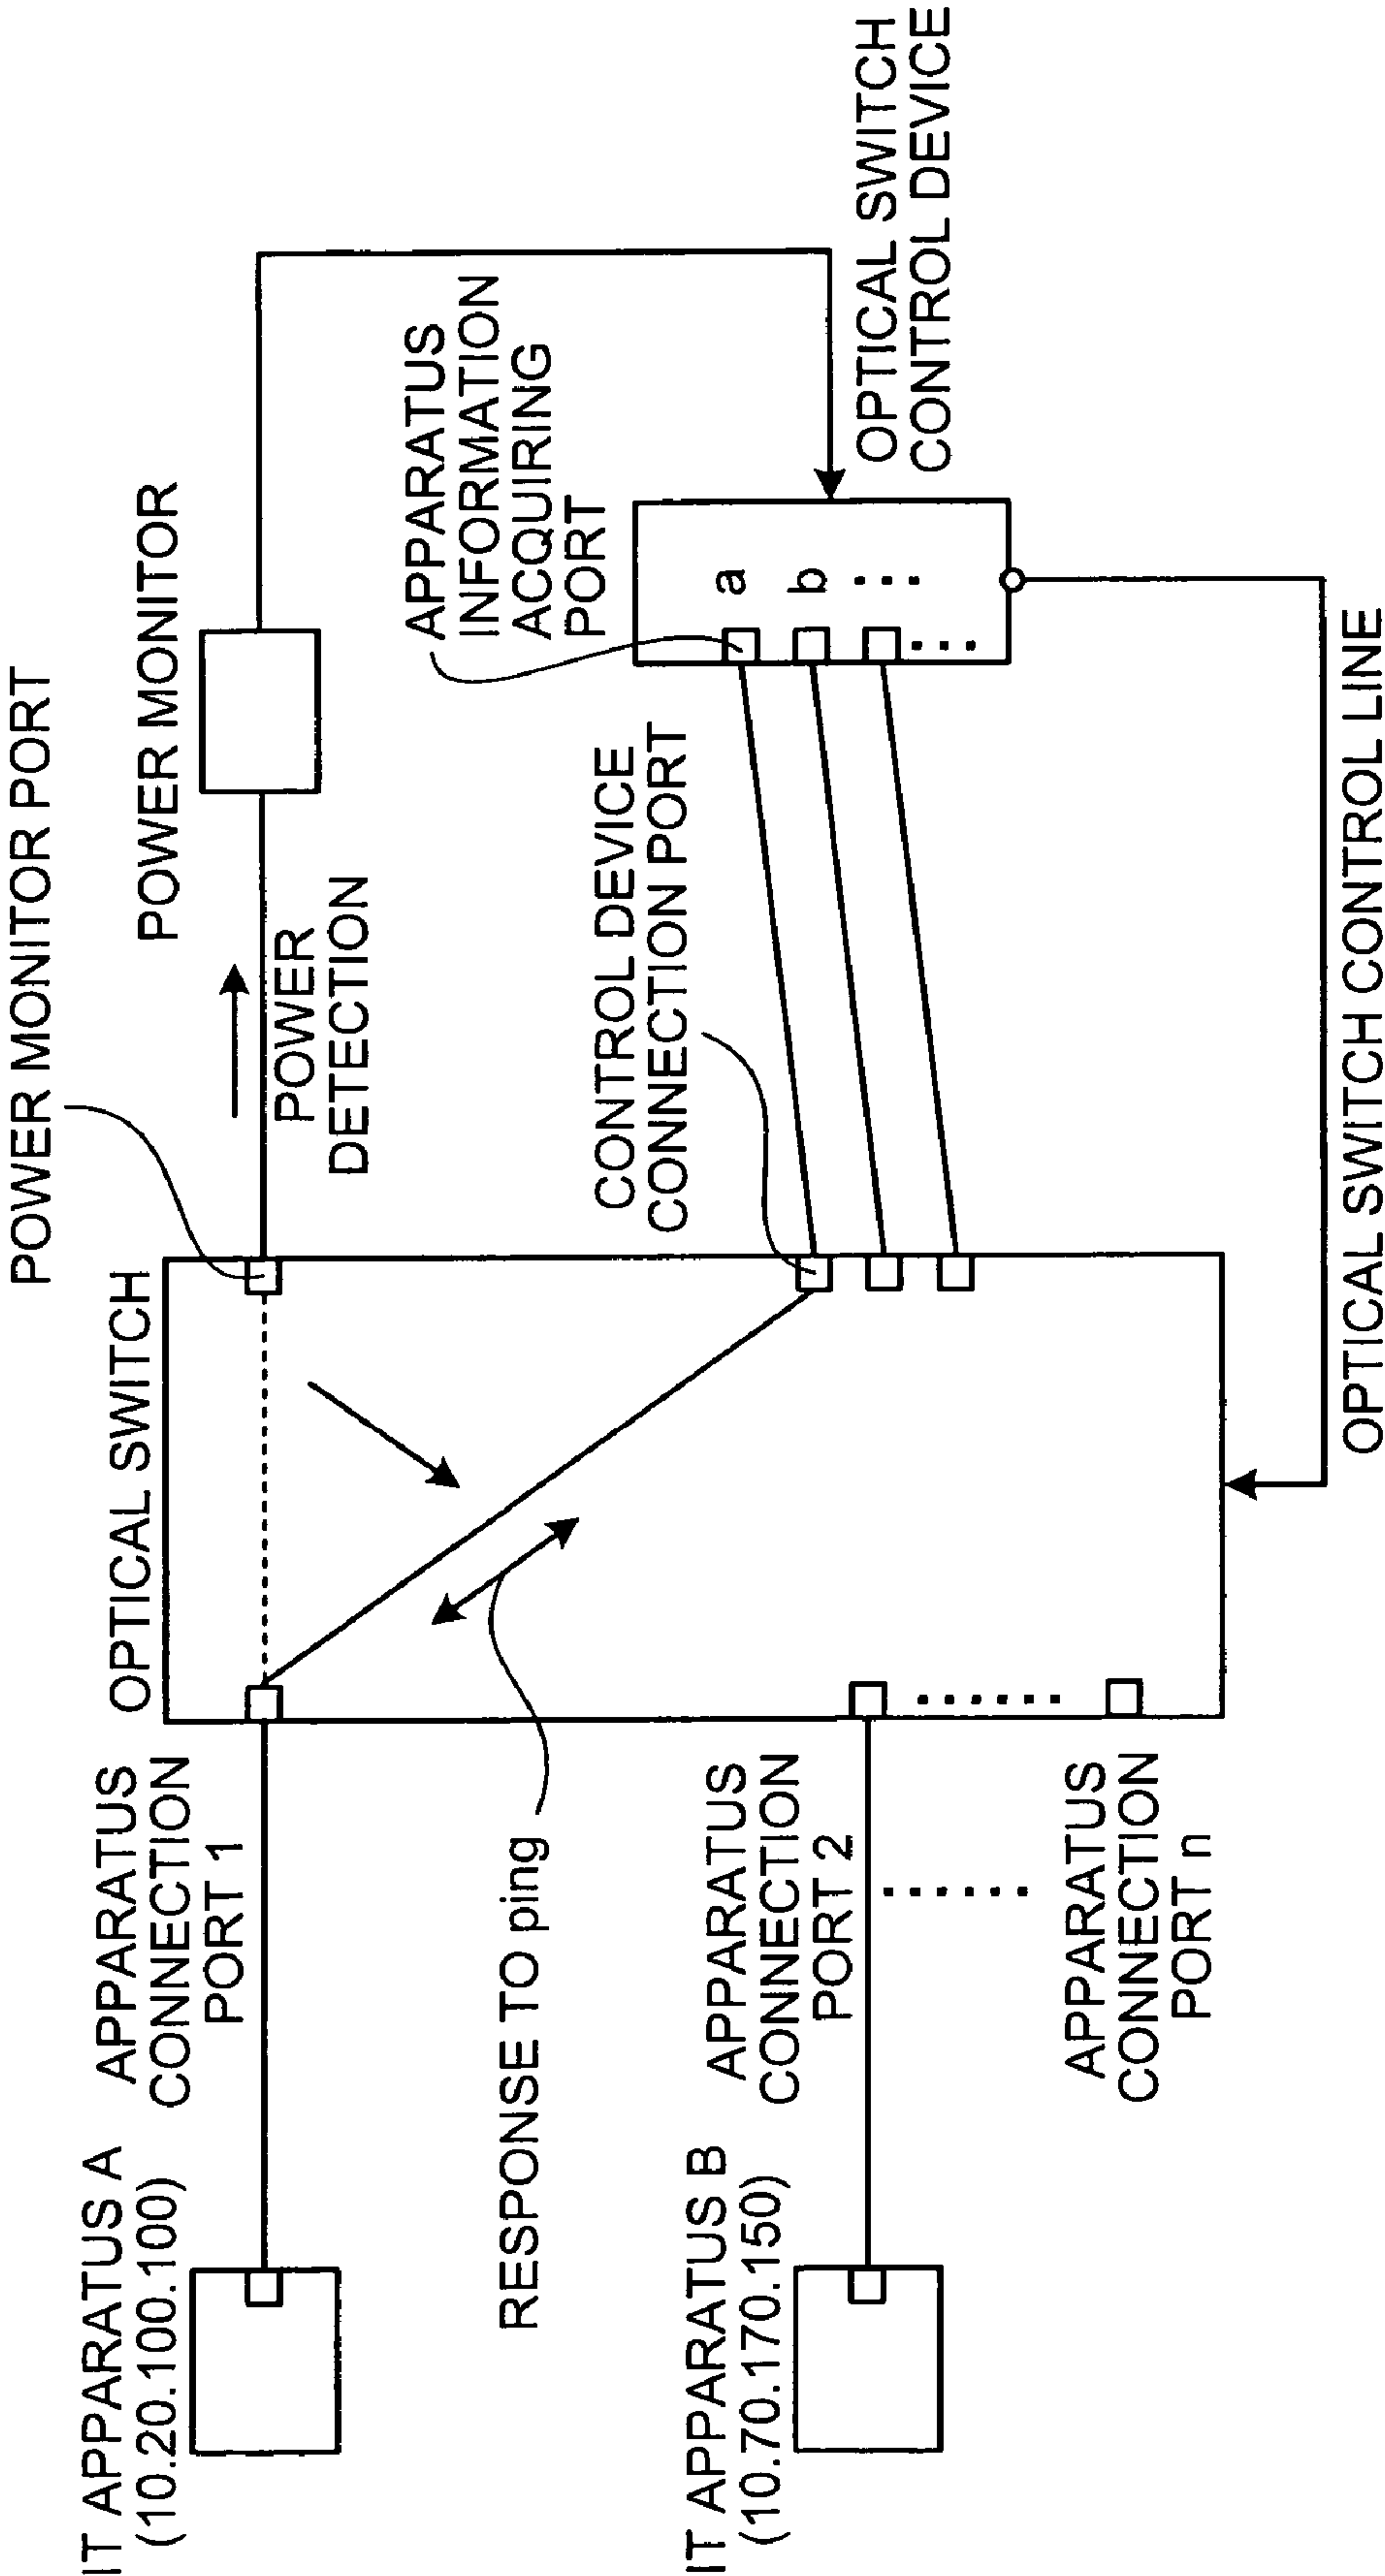 POWER MONITOR PORT
POWER MONITOR
OPTICAL SWITCH
POWER
DETECTION
IT APPARATUS A
(10.20.100.100)
APPARATUS
CONNECTION
PORT 1
APPARATUS
INFORMATION
ACQUIRING
PORT
RESPONSE TO ping
CONTROL DEVICE
CONNECTION PORT
a
b
OPTICAL SWITCH
CONTROL DEVICE
IT APPARATUS B
(10.70.170.150)
APPARATUS
CONNECTION
PORT 2
APPARATUS
CONNECTION
PORT n
OPTICAL SWITCH CONTROL LINE